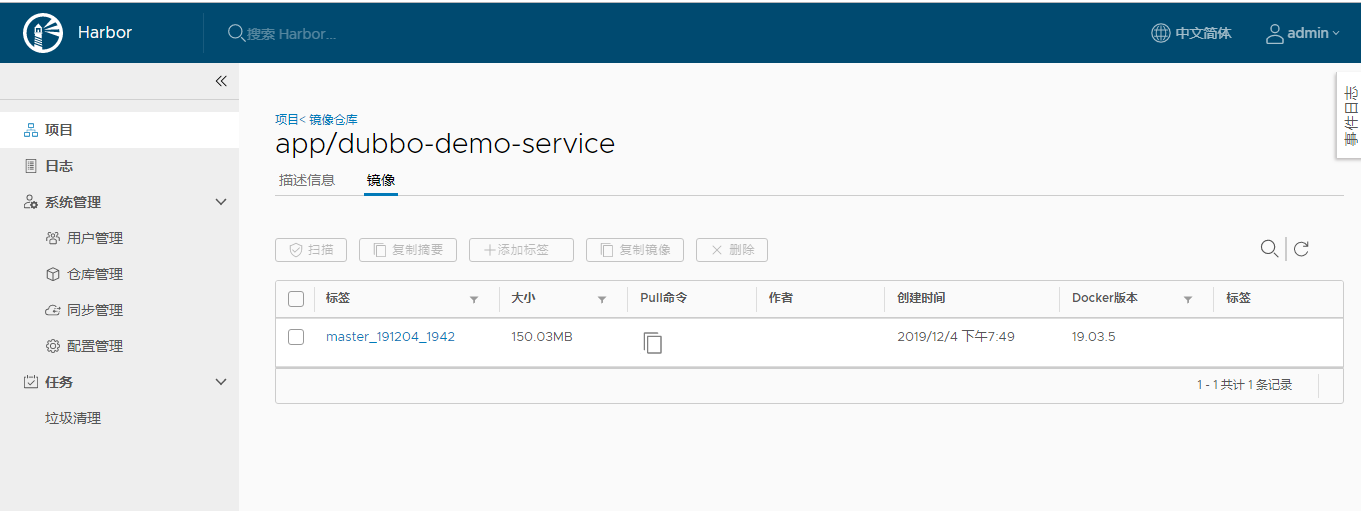 Harbor
搜索 Harbor...
中文简体
admin
事件日志
项目
日志
系统管理
用户管理
仓库管理
同步管理
配置管理
任务
垃圾清理
项目< 镜像仓库
app/dubbo-demo-service
描述信息 镜像
扫描 复制摘要 添加标签 复制镜像 删除
标签 大小 Pull命令 作者 创建时间 Docker版本 标签
master_191204_1942 150.03MB 2019/12/4 下午7:49 19.03.5
1 - 1 共计 1 条记录